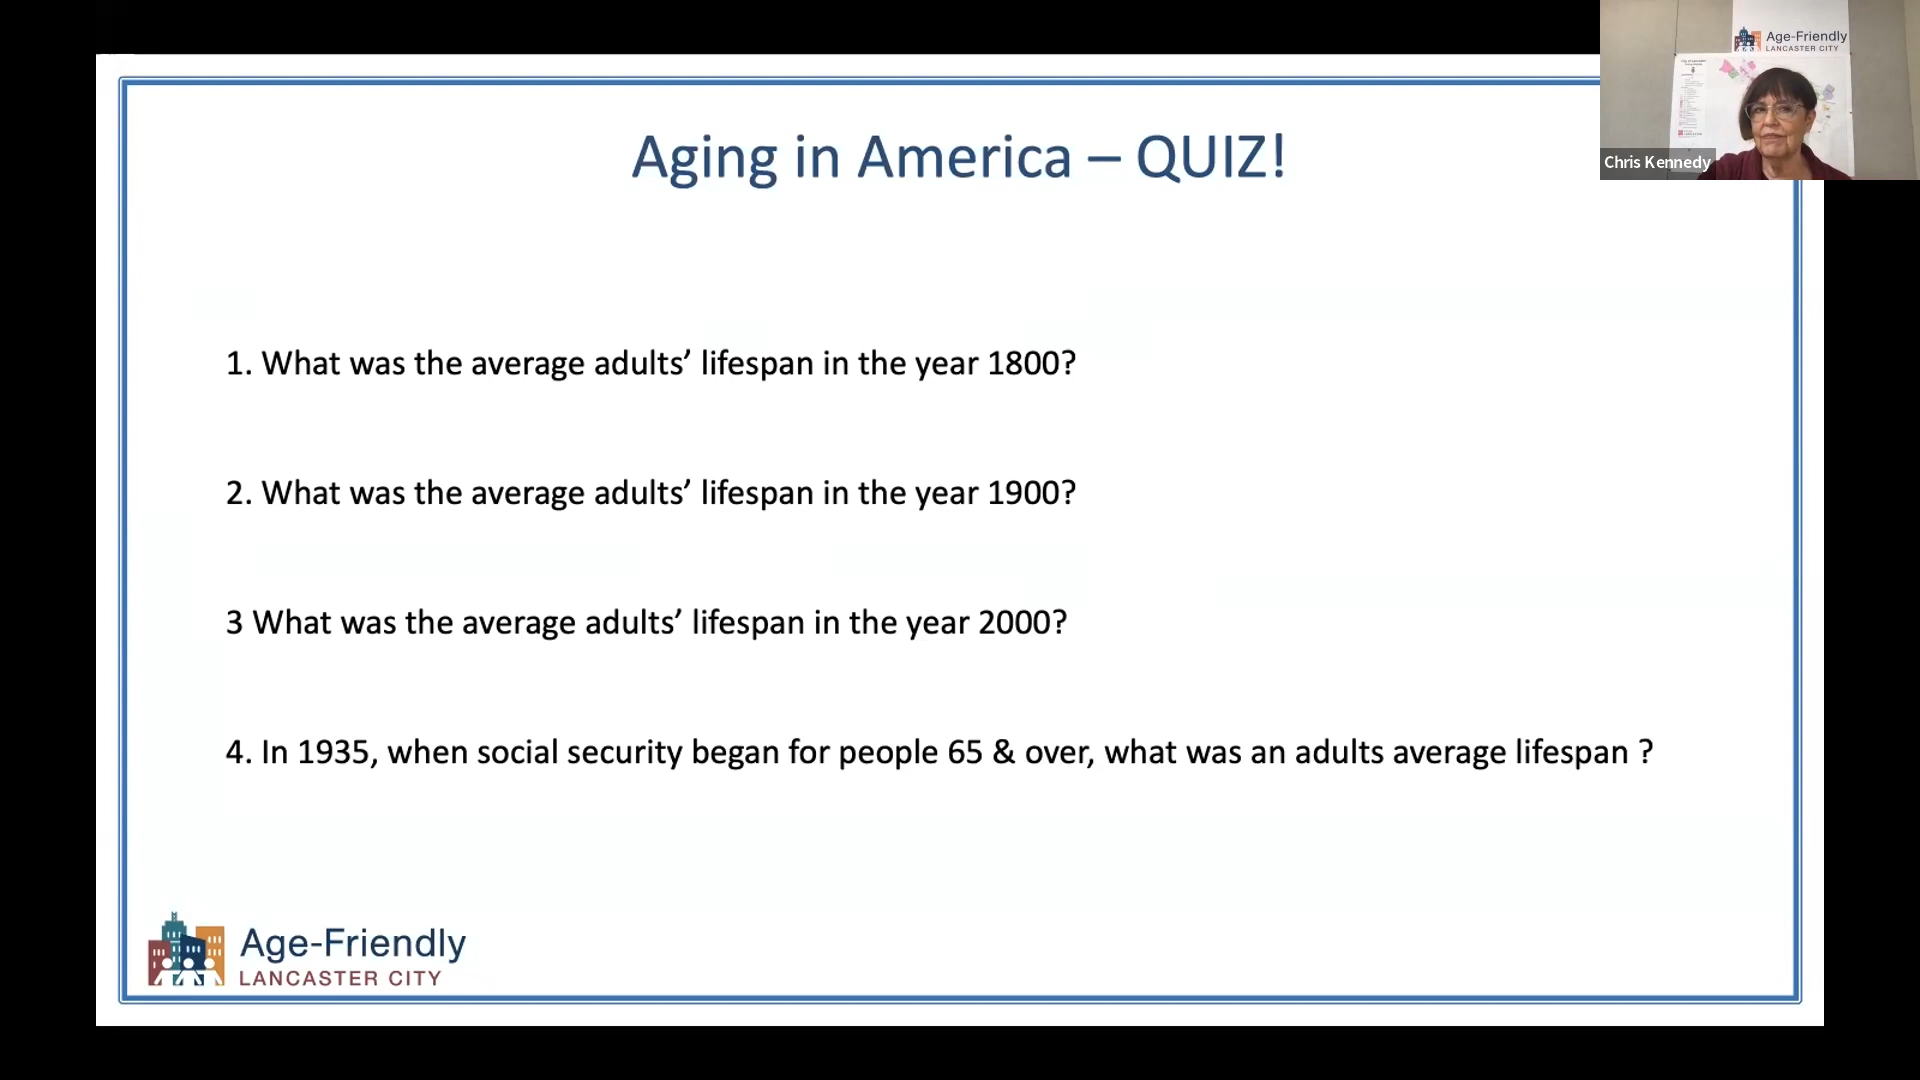 Age-Friendly
LANCASTER CITY
Chris Kennedy
Aging in America – QUIZ!
1. What was the average adults’ lifespan in the year 1800?
2. What was the average adults’ lifespan in the year 1900?
3 What was the average adults’ lifespan in the year 2000?
4. In 1935, when social security began for people 65 & over, what was an adults average lifespan ?
Age-Friendly
LANCASTER CITY